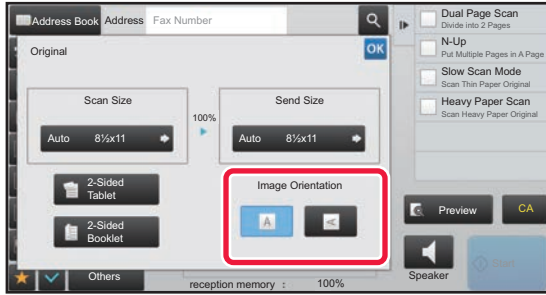 Address Book Address Fax Number
Original
OK
Scan Size
Send Size
100%
Auto 8½x11
Auto 8½x11
2-Sided
Tablet
2-Sided
Booklet
Image Orientation
A
A
Others
reception memory : 100%
Dual Page Scan
Divide into 2 Pages
N-Up
Put Multiple Pages in A Page
Slow Scan Mode
Scan Thin Paper Original
Heavy Paper Scan
Scan Heavy Paper Original
Preview
CA
Speaker
Start